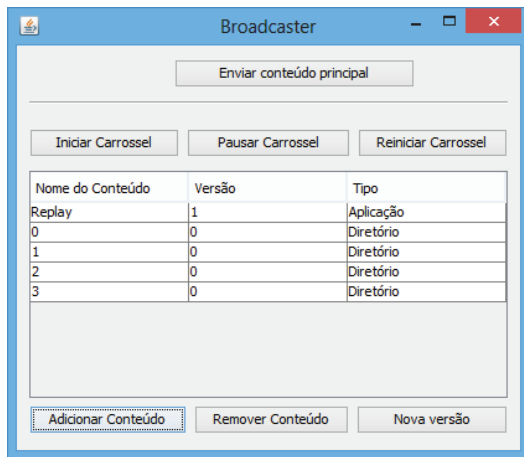 Broadcaster
Enviar conteúdo principal
Iniciar Carrossel Pausar Carrossel Reiniciar Carrossel
Nome do Conteúdo Versão Tipo
Replay 1 Aplicação
0 0 Diretório
1 0 Diretório
2 0 Diretório
3 0 Diretório
Adicionar Conteúdo Remover Conteúdo Nova versão